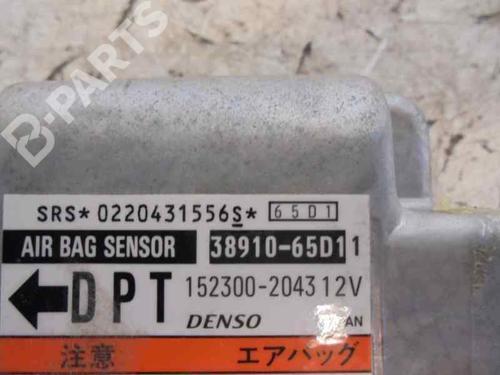 B-PARTS
SRS*0220431556S* 65D1
AIR BAG SENSOR 38910-65D11
DPT 152300-2043 12V
DENSO
注意 エアバッグ